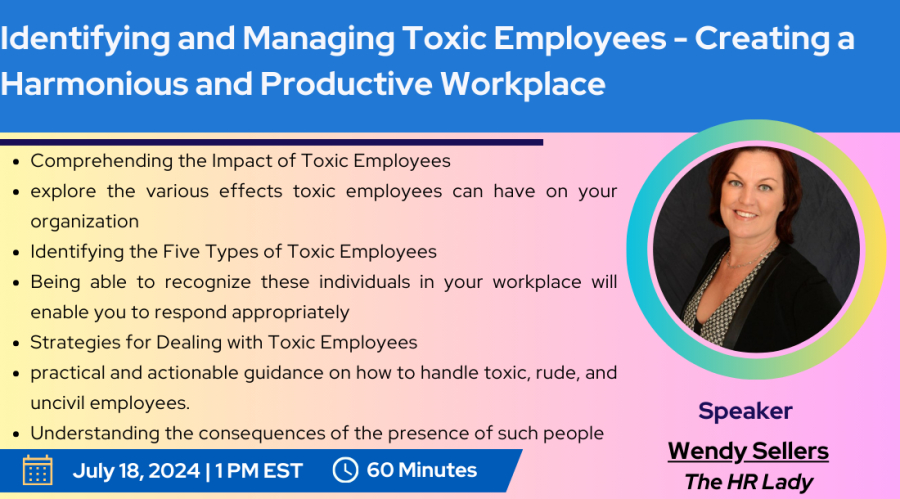 Identifying and Managing Toxic Employees - Creating a
Harmonious and Productive Workplace
• Comprehending the Impact of Toxic Employees
• explore the various effects toxic employees can have on your
organization
• Identifying the Five Types of Toxic Employees
• Being able to recognize these individuals in your workplace will
enable you to respond appropriately
• Strategies for Dealing with Toxic Employees
• practical and actionable guidance on how to handle toxic, rude, and
uncivil employees.
• Understanding the consequences of the presence of such people
July 18, 2024 | 1 PM EST
60 Minutes
Speaker
Wendy Sellers
The HR Lady